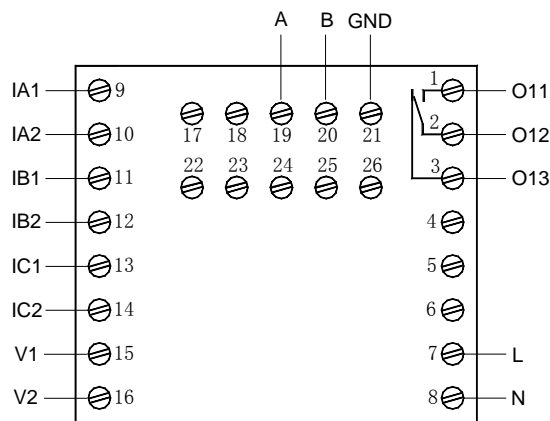 A B GND
IA1 9 1 O11
IA2 10 17 18 19 20 21 2 O12
IB1 11 22 23 24 25 26 3 O13
IB2 12 4
IC1 13 5
IC2 14 6
V1 15 7 L
V2 16 8 N